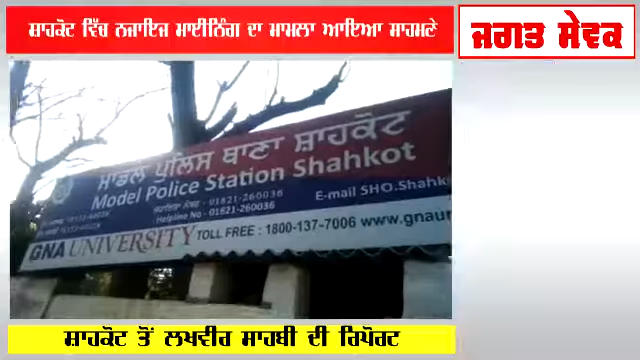 ਸ਼ਾਹਕੋਟ ਵਿੱਚ ਨਜਾਇਜ ਮਾਈਨਿੰਗ ਦਾ ਮਾਮਲਾ ਆਇਆ ਸਾਹਮਣੇ
ਜਗਤ ਸੇਵਕ
ਮਾਡਲ ਪੁਲਿਸ ਥਾਣਾ ਸ਼ਾਹਕੋਟ
Model Police Station Shahkot
01821-260036
Helpline No - 01821-260036
E-mail SHO.Shahk
GNA UNIVERSITY TOLL FREE : 1800-137-7006 www.gnaun
ਸ਼ਾਹਕੋਟ ਤੋਂ ਲਖਵੀਰ ਸਾਹਬੀ ਦੀ ਰਿਪੋਰਟ